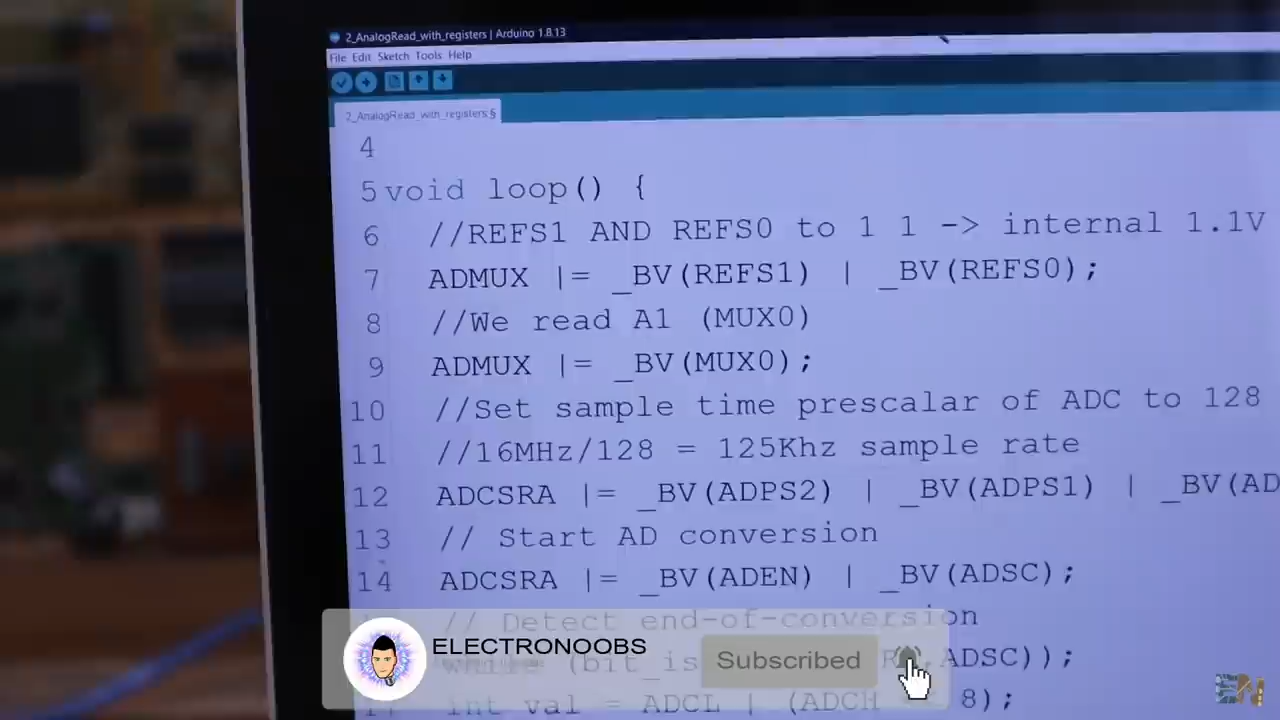 2_AnalogRead_with_registers | Arduino 1.8.13
File Edit Sketch Tools Help
2_AnalogRead_with_registers §
4
5 void loop() {
6 //REFS1 AND REFS0 to 1 1 -> internal 1.1V
7 ADMUX |= _BV(REFS1) | _BV(REFS0);
8 //We read A1 (MUX0)
9 ADMUX |= _BV(MUX0);
10 //Set sample time prescalar of ADC to 128
11 //16MHz/128 = 125Khz sample rate
12 ADCSRA |= _BV(ADPS2) | _BV(ADPS1) | _BV(AD
13 // Start AD conversion
14 ADCSRA |= _BV(ADEN) | _BV(ADSC);
// Detect end-of-conversion
ELECTRONOOBS
Subscribed
while (bit_is ADSC));
int val = ADCL | (ADCH 8);
EN